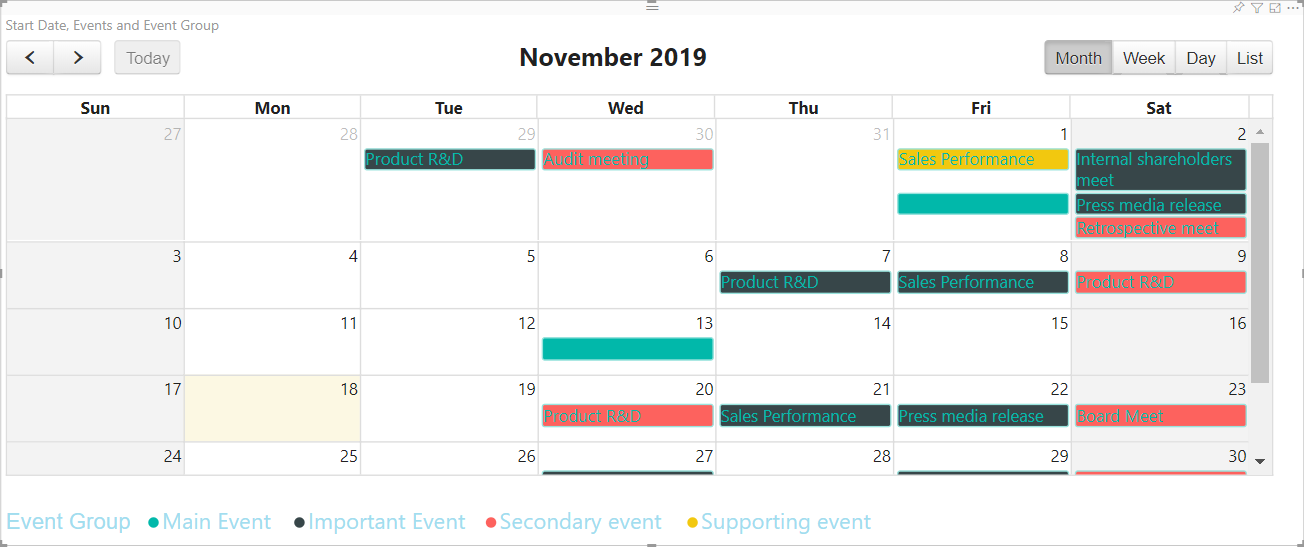 Start Date, Events and Event Group
Today
November 2019
Month Week Day List
Sun Mon Tue Wed Thu Fri Sat
27 28 29 30 31 1 2
Product R&D Audit meeting Sales Performance Internal shareholders
meet
Press media release
Retrospective meet
3 4 5 6 7 8 9
Product R&D Sales Performance Product R&D
10 11 12 13 14 15 16
17 18 19 20 21 22 23
Product R&D Sales Performance Press media release Board Meet
24 25 26 27 28 29 30
Event Group Main Event Important Event Secondary event Supporting event